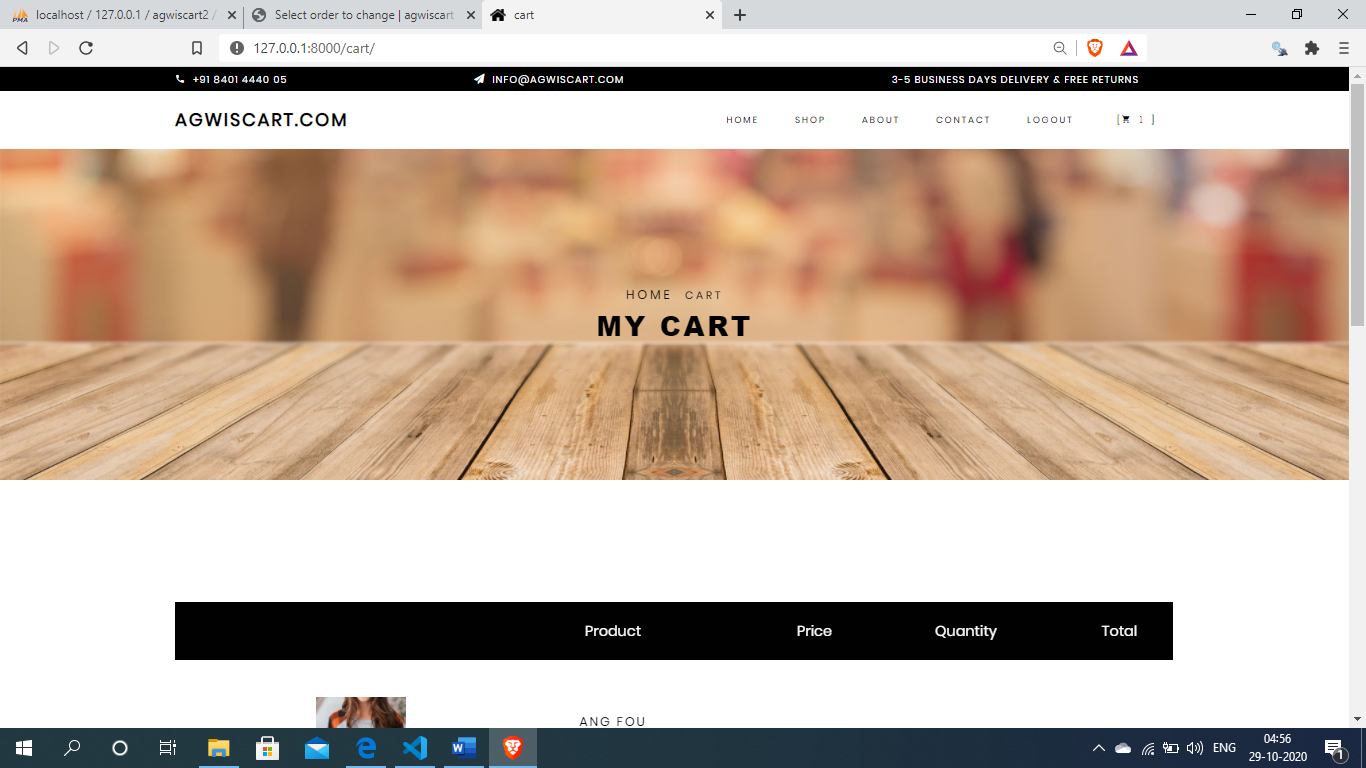 PMA localhost / 127.0.0.1 / agwiscart2 /
Select order to change | agwiscart
cart
127.0.0.1:8000/cart/
+91 8401 4440 05
INFO@AGWISCART.COM
3-5 BUSINESS DAYS DELIVERY & FREE RETURNS
AGWISCART.COM
HOME SHOP ABOUT CONTACT LOGOUT [ 1 ]
HOME CART
MY CART
Product Price Quantity Total
ANG FOU
ENG
04:56
29-10-2020
1